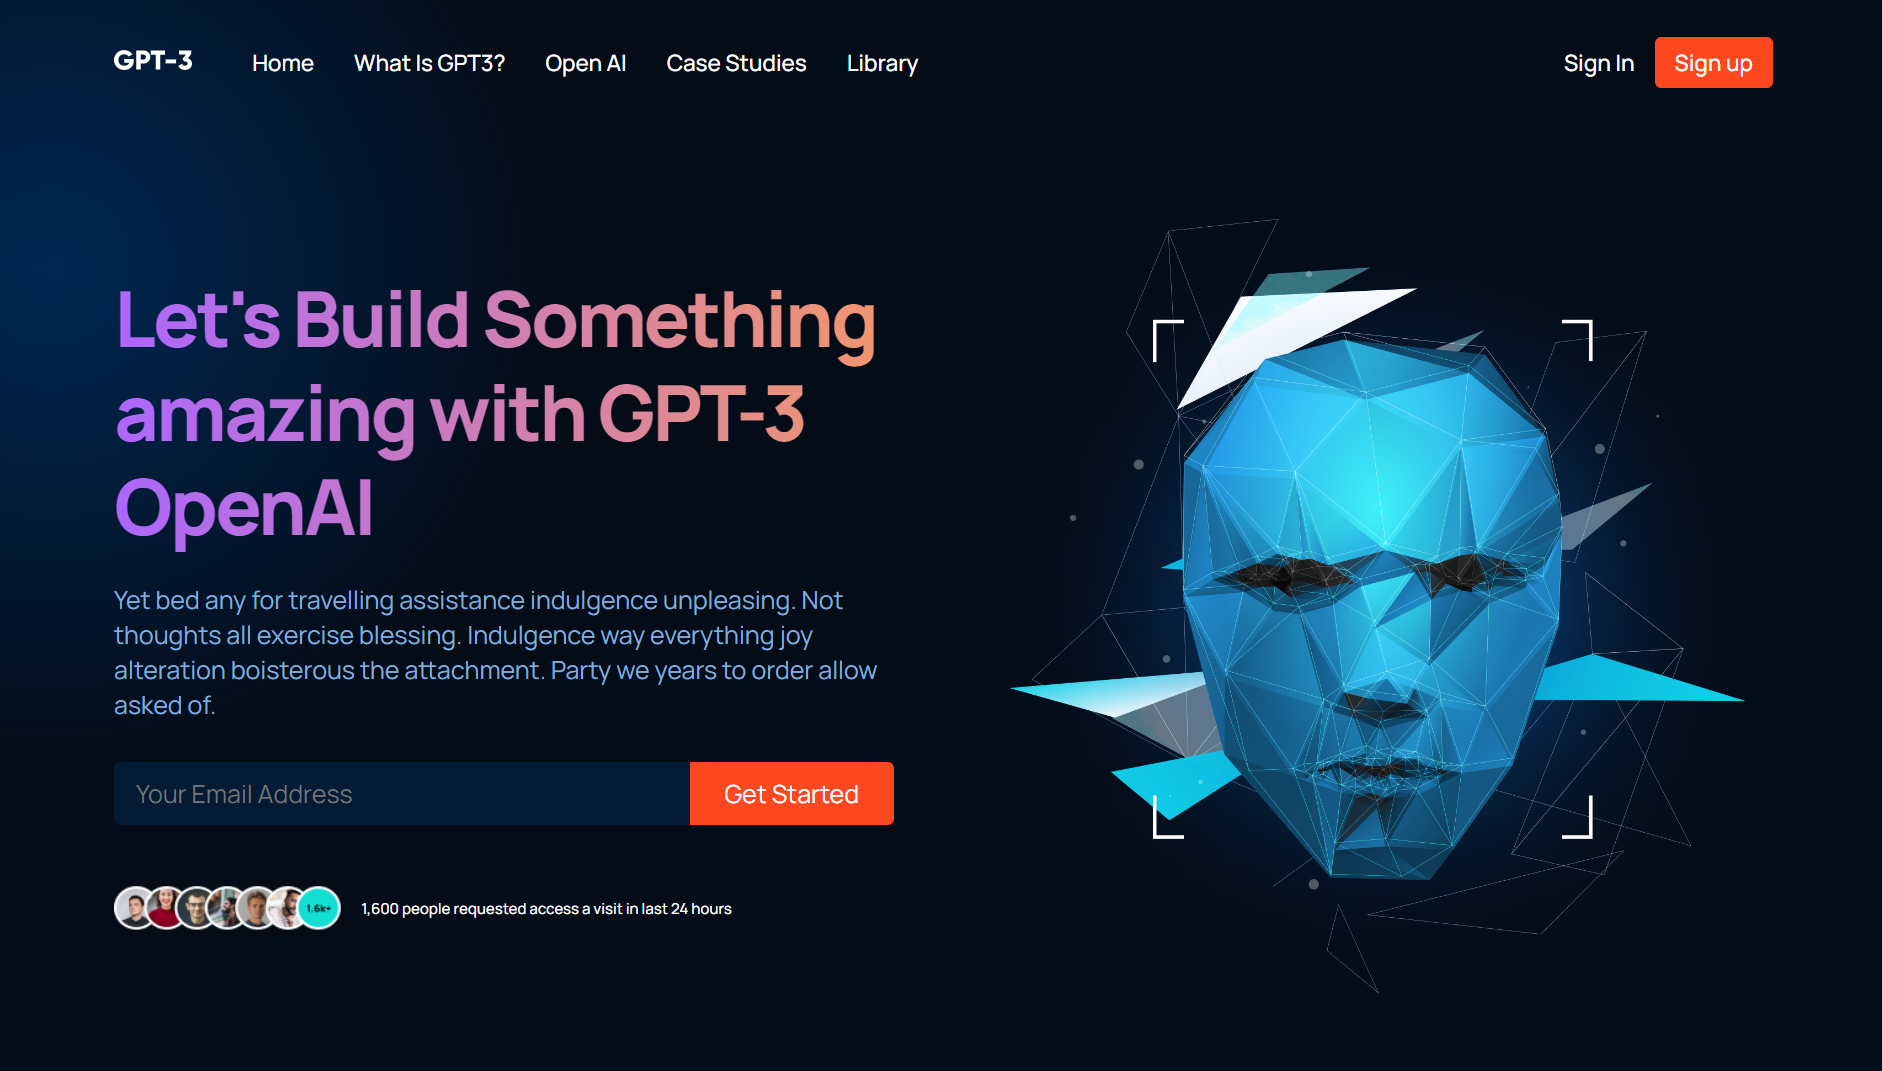 GPT-3 Home What Is GPT3? Open AI Case Studies Library Sign In Sign up
Let's Build Something
amazing with GPT-3
OpenAI
Yet bed any for travelling assistance indulgence unpleasing. Not
thoughts all exercise blessing. Indulgence way everything joy
alteration boisterous the attachment. Party we years to order allow
asked of.
Your Email Address Get Started
1.6k+ 1,600 people requested access a visit in last 24 hours